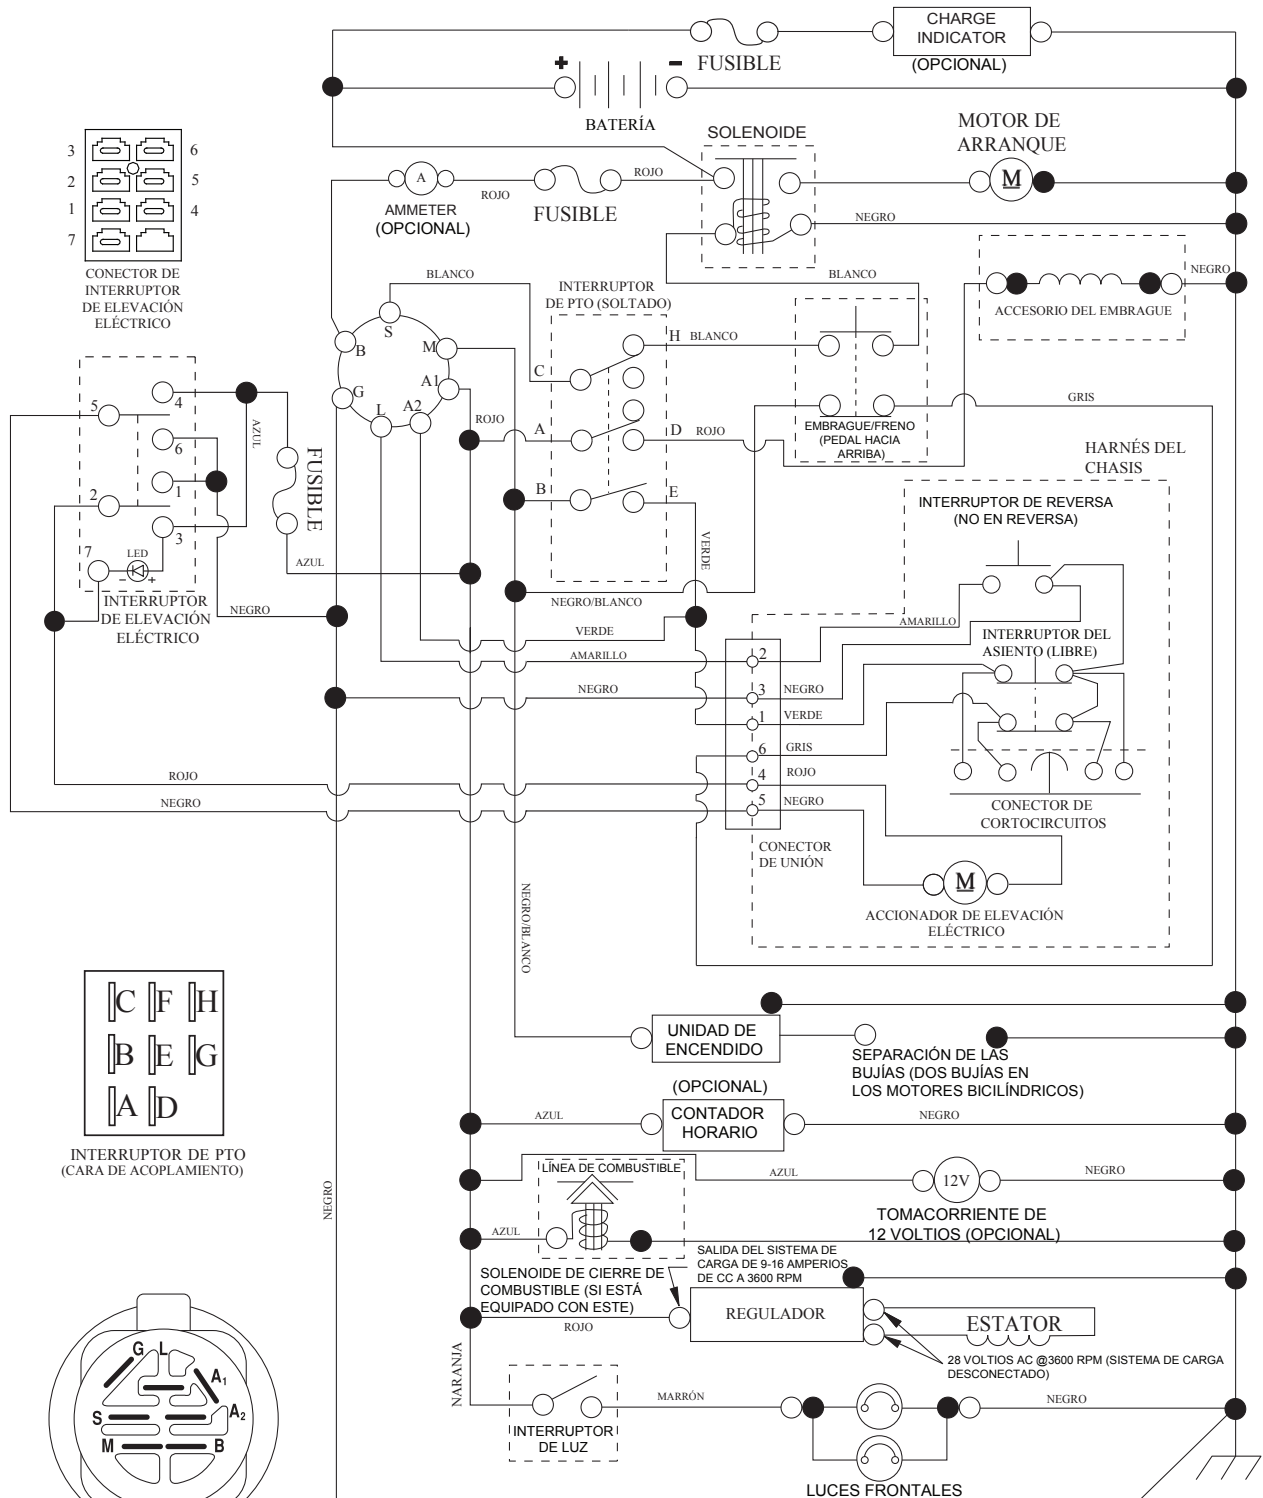 CHARGE
INDICATOR
(OPCIONAL)
FUSIBLE
+
-
BATERÍA
SOLENOIDE
MOTOR DE
ARRANQUE
M
3
6
2
5
1
4
7
CONECTOR DE
INTERRUPTOR
DE ELEVACIÓN
ELÉCTRICO
A
AMMETER
(OPCIONAL)
ROJO
FUSIBLE
ROJO
NEGRO
NEGRO
ACCESORIO DEL EMBRAGUE
BLANCO
INTERRUPTOR
DE PTO (SOLTADO)
BLANCO
S
B
M
G
A1
L
A2
H
BLANCO
C
ROJO
A
D
ROJO
B
E
EMBRAGUE/FRENO
(PEDAL HACIA
ARRIBA)
GRIS
HARNÉS DEL
CHASIS
4
5
AZUL
6
1
2
3
7
LED
-
+
INTERRUPTOR
DE ELEVACIÓN
ELÉCTRICO
FUSIBLE
AZUL
NEGRO
VERDE
NEGRO/BLANCO
VERDE
AMARILLO
NEGRO
INTERRUPTOR DE REVERSA
(NO EN REVERSA)
AMARILLO
INTERRUPTOR DEL
ASIENTO (LIBRE)
2
3
NEGRO
1
VERDE
6
GRIS
4
ROJO
5
NEGRO
ROJO
NEGRO
CONECTOR DE
CORTOCIRCUITOS
CONECTOR
DE UNIÓN
M
ACCIONADOR DE ELEVACIÓN
ELÉCTRICO
NEGRO/BLANCO
C F H
B E G
A D
INTERRUPTOR DE PTO
(CARA DE ACOPLAMIENTO)
NEGRO
UNIDAD DE
ENCENDIDO
SEPARACIÓN DE LAS
BUJÍAS (DOS BUJÍAS EN
LOS MOTORES BICILÍNDRICOS)
(OPCIONAL)
AZUL
CONTADOR
HORARIO
NEGRO
LÍNEA DE COMBUSTIBLE
AZUL
12V
NEGRO
TOMACORRIENTE DE
12 VOLTIOS (OPCIONAL)
AZUL
SOLENOIDE DE CIERRE DE
COMBUSTIBLE (SI ESTÁ
EQUIPADO CON ESTE)
SALIDA DEL SISTEMA DE
CARGA DE 9-16 AMPERIOS
DE CC A 3600 RPM
ROJO
REGULADOR
ESTATOR
28 VOLTIOS AC @3600 RPM (SISTEMA DE CARGA
DESCONECTADO)
NARANJA
INTERRUPTOR
DE LUZ
MARRÓN
NEGRO
LUCES FRONTALES
G
L
A1
S
A2
M
B